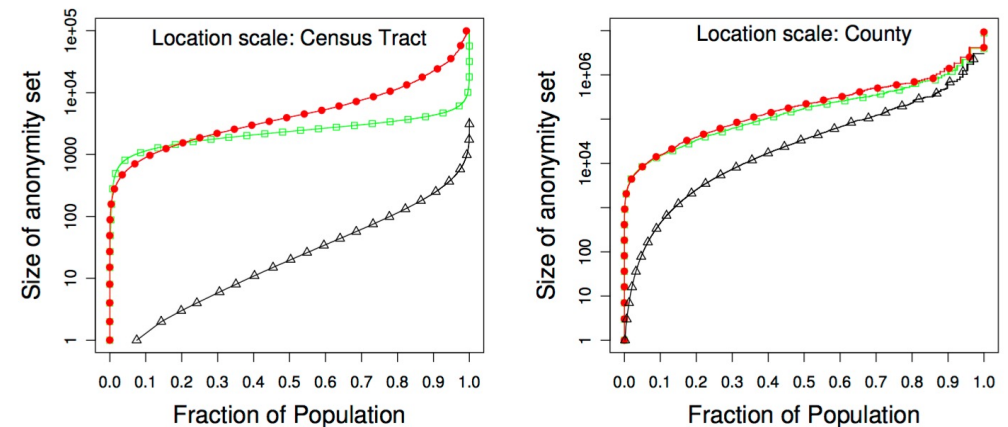 Location scale: Census Tract
Size of anonymity set
1e+05
1e+04
1000
100
10
1
0.0 0.1 0.2 0.3 0.4 0.5 0.6 0.7 0.8 0.9 1.0
Fraction of Population
Location scale: County
Size of anonymity set
1e+06
1e+04
100
10
1
0.0 0.1 0.2 0.3 0.4 0.5 0.6 0.7 0.8 0.9 1.0
Fraction of Population